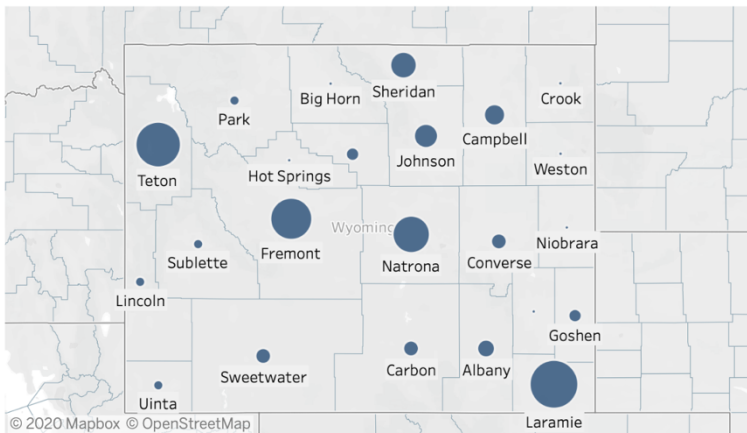 Big Horn
Sheridan
Crook
Park
Campbell
Johnson
Teton
Hot Springs
Weston
Wyoming
Fremont
Natrona
Niobrara
Sublette
Converse
Lincoln
Goshen
Sweetwater
Carbon
Albany
Uinta
Laramie
© 2020 Mapbox © OpenStreetMap